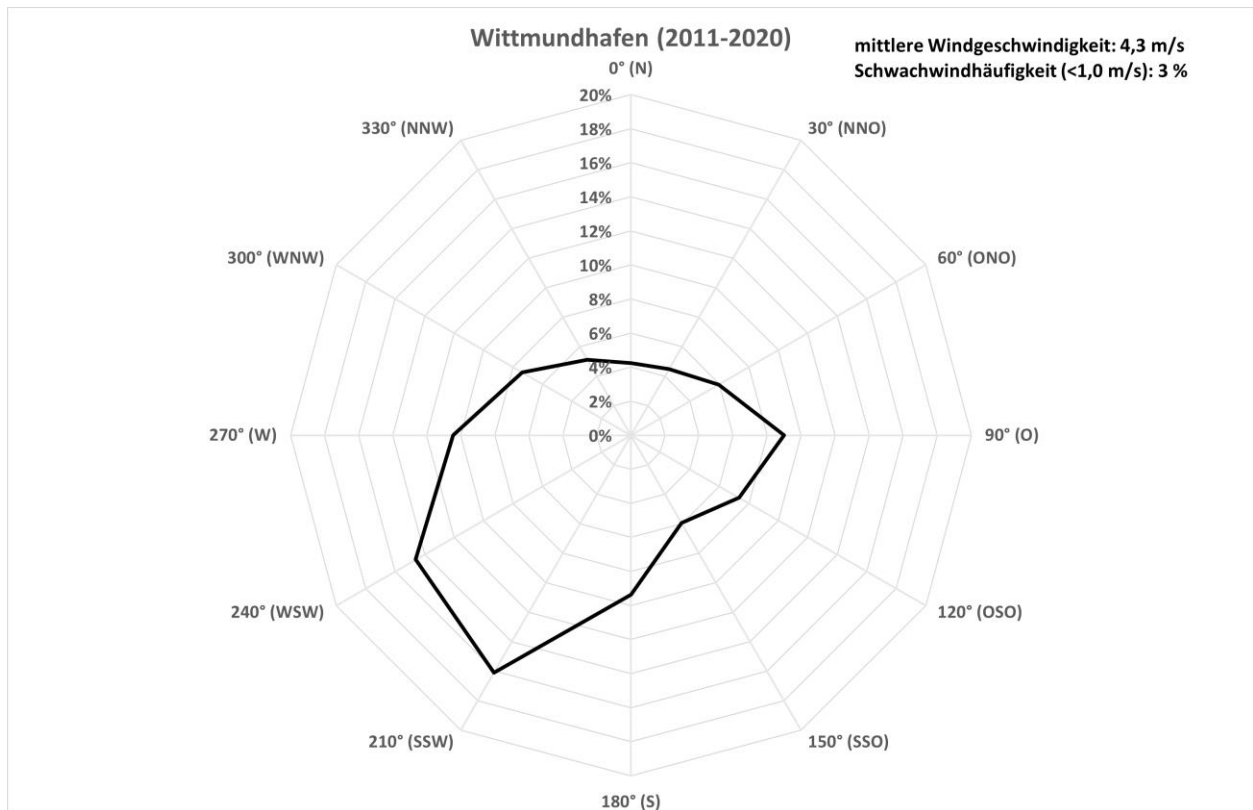 Wittmundhafen (2011-2020)
mittlere Windgeschwindigkeit: 4,3 m/s
Schwachwindhäufigkeit (<1,0 m/s): 3 %
0° (N)
30° (NNO)
60° (ONO)
90° (O)
120° (OSO)
150° (SSO)
180° (S)
210° (SSW)
240° (WSW)
270° (W)
300° (WNW)
330° (NNW)
20%
18%
16%
14%
12%
10%
8%
6%
4%
2%
0%